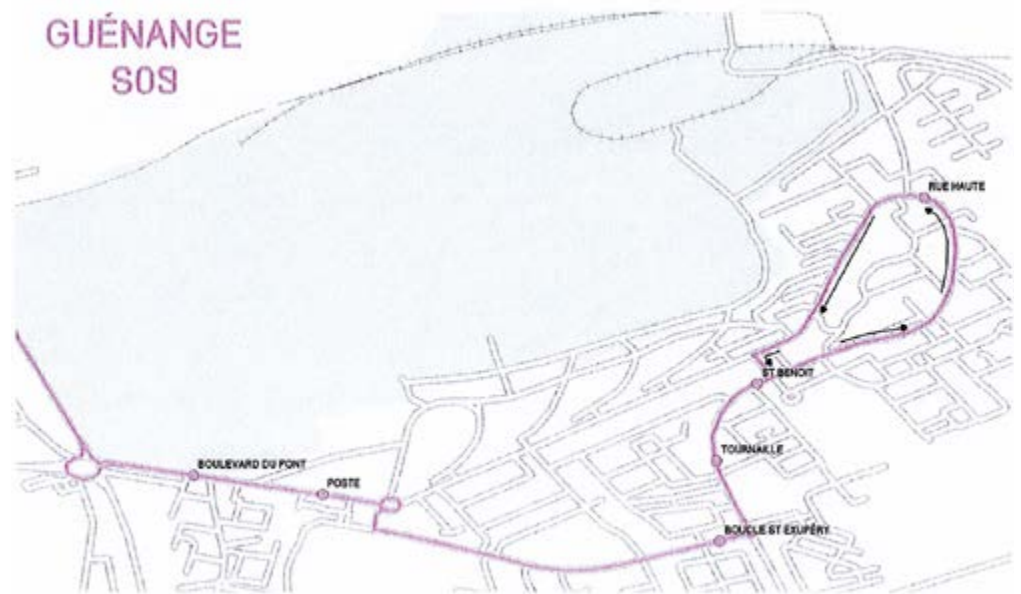 GUÉNANGE
S09
RUE HAUTE
ST BENOIT
TOURNAILLE
BOULEVARD DU PONT
POSTE
BOUCLE ST EXUPÉRY